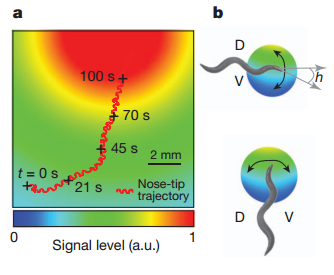 a
100 s
70 s
45 s
2 mm
t = 0 s
21 s
Nose-tip
trajectory
0
1
Signal level (a.u.)
b
D
V
h
D
V